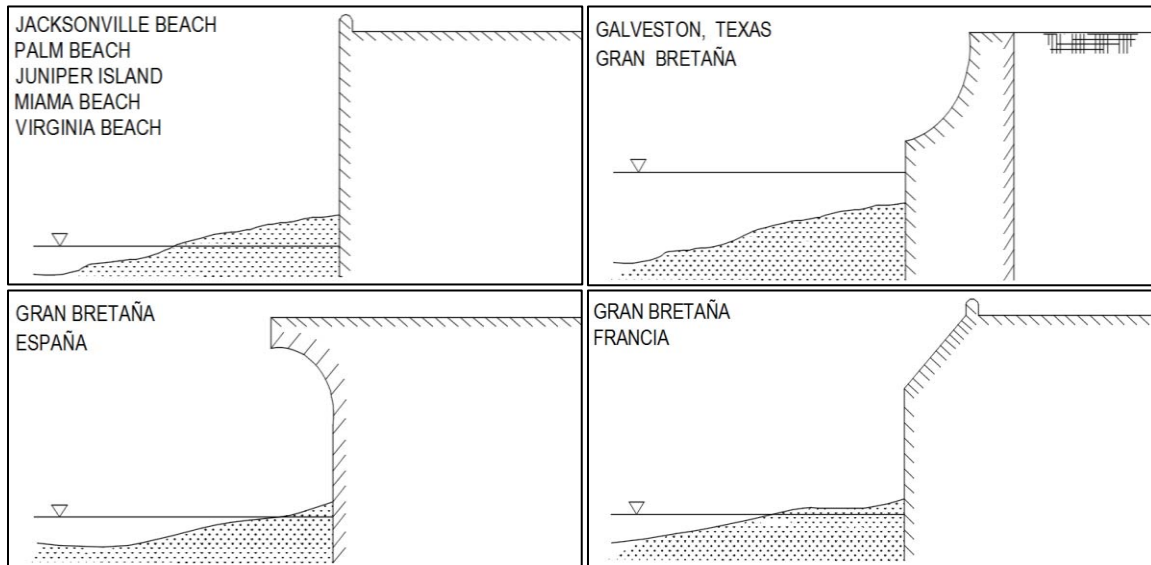 JACKSONVILLE BEACH
PALM BEACH
JUNIPER ISLAND
MIAMA BEACH
VIRGINIA BEACH
GALVESTON, TEXAS
GRAN BRETAÑA
GRAN BRETAÑA
ESPAÑA
GRAN BRETAÑA
FRANCIA